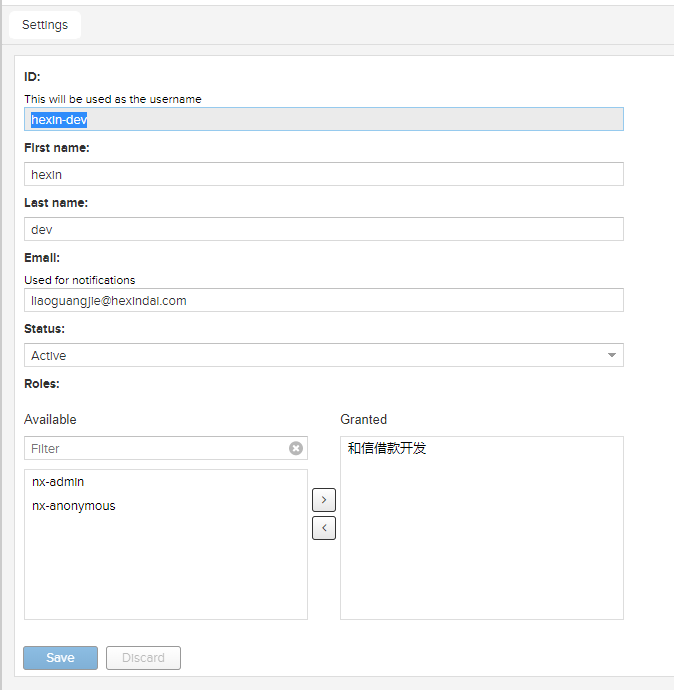 Settings
ID:
This will be used as the username
hexin-dev
First name:
hexin
Last name:
dev
Email:
Used for notifications
liaoguangjie@hexindai.com
Status:
Active
Roles:
Available
Granted
Filter
和信借款开发
nx-admin
nx-anonymous
>
<
Save
Discard